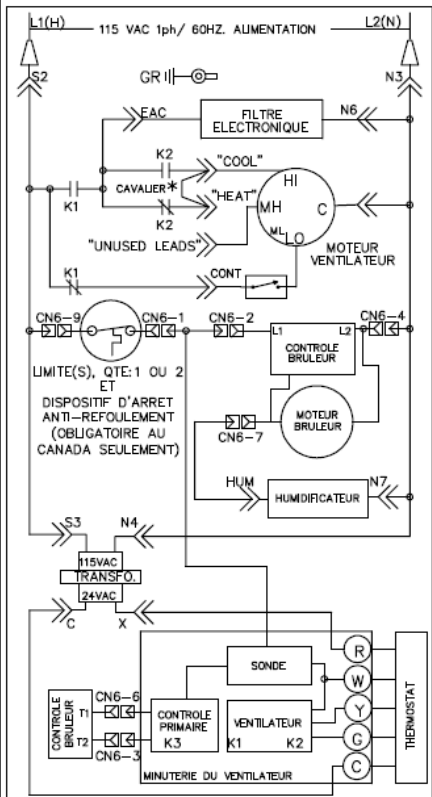 L1(H)
115 VAC 1ph/ 60HZ. ALIMENTATION
L2(N)
S2
N3
GR
EAC
FILTRE
ELECTRONIQUE
N6
K2
"COOL"
K1
CAVALIER*
HI
"HEAT"
MH
C
K2
ML
LO
"UNUSED LEADS"
MOTEUR
VENTILATEUR
K1
CONT
CN6-9
CN6-1
CN6-2
CN6-4
L1
L2
CONTROLE
BRULEUR
LIMITE(S), QTE:1 OU 2
ET
DISPOSITIF D'ARRET
ANTI-REFOULEMENT
(OBLIGATOIRE AU
CANADA SEULEMENT)
MOTEUR
BRULEUR
CN6-7
HUM
HUMIDIFICATEUR
N7
S3
N4
115VAC
TRANSFO.
24VAC
C
X
SONDE
R
W
Y
G
C
THERMOSTAT
CONTROLE
BRULEUR
T1
T2
CN6-6
CN6-3
CONTROLE
PRIMAIRE
K3
VENTILATEUR
K1
K2
MINUTERIE DU VENTILATEUR